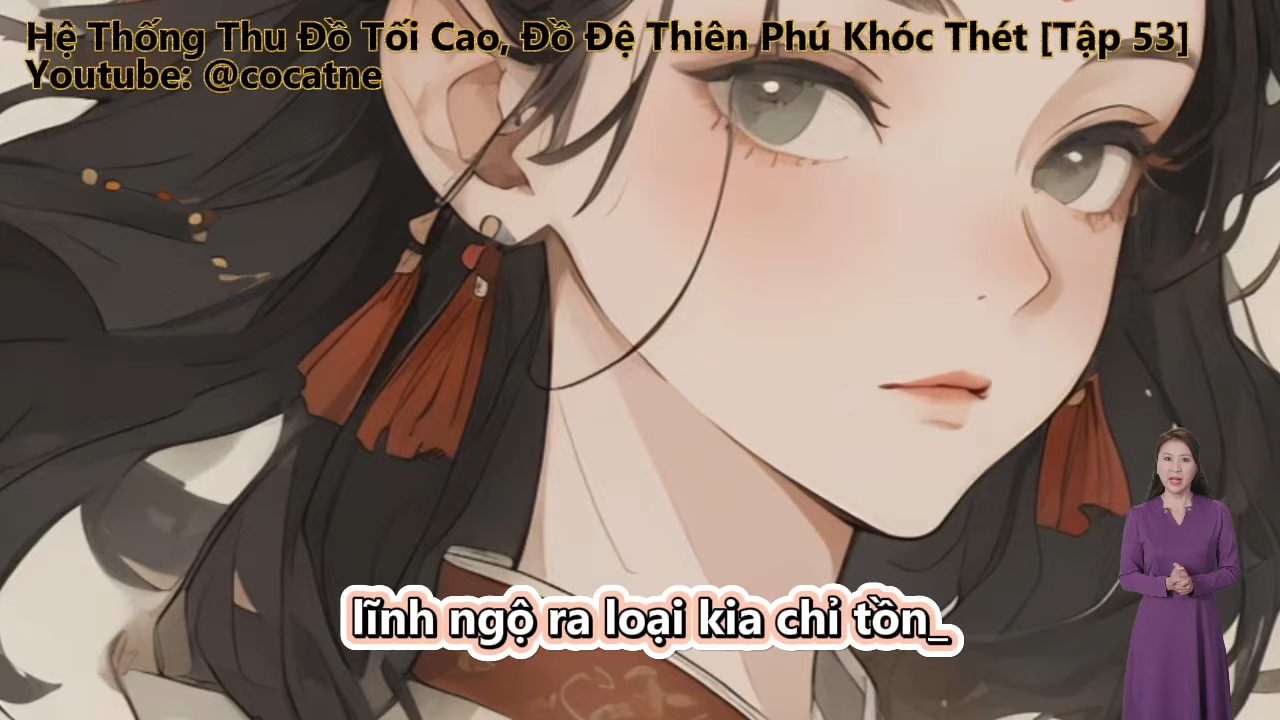 Hệ Thống Thu Đồ Tối Cao, Đồ Đệ Thiên Phú Khóc Thét [Tập 53]
Youtube: @cocatne
lĩnh ngộ ra loại kia chỉ tồn_